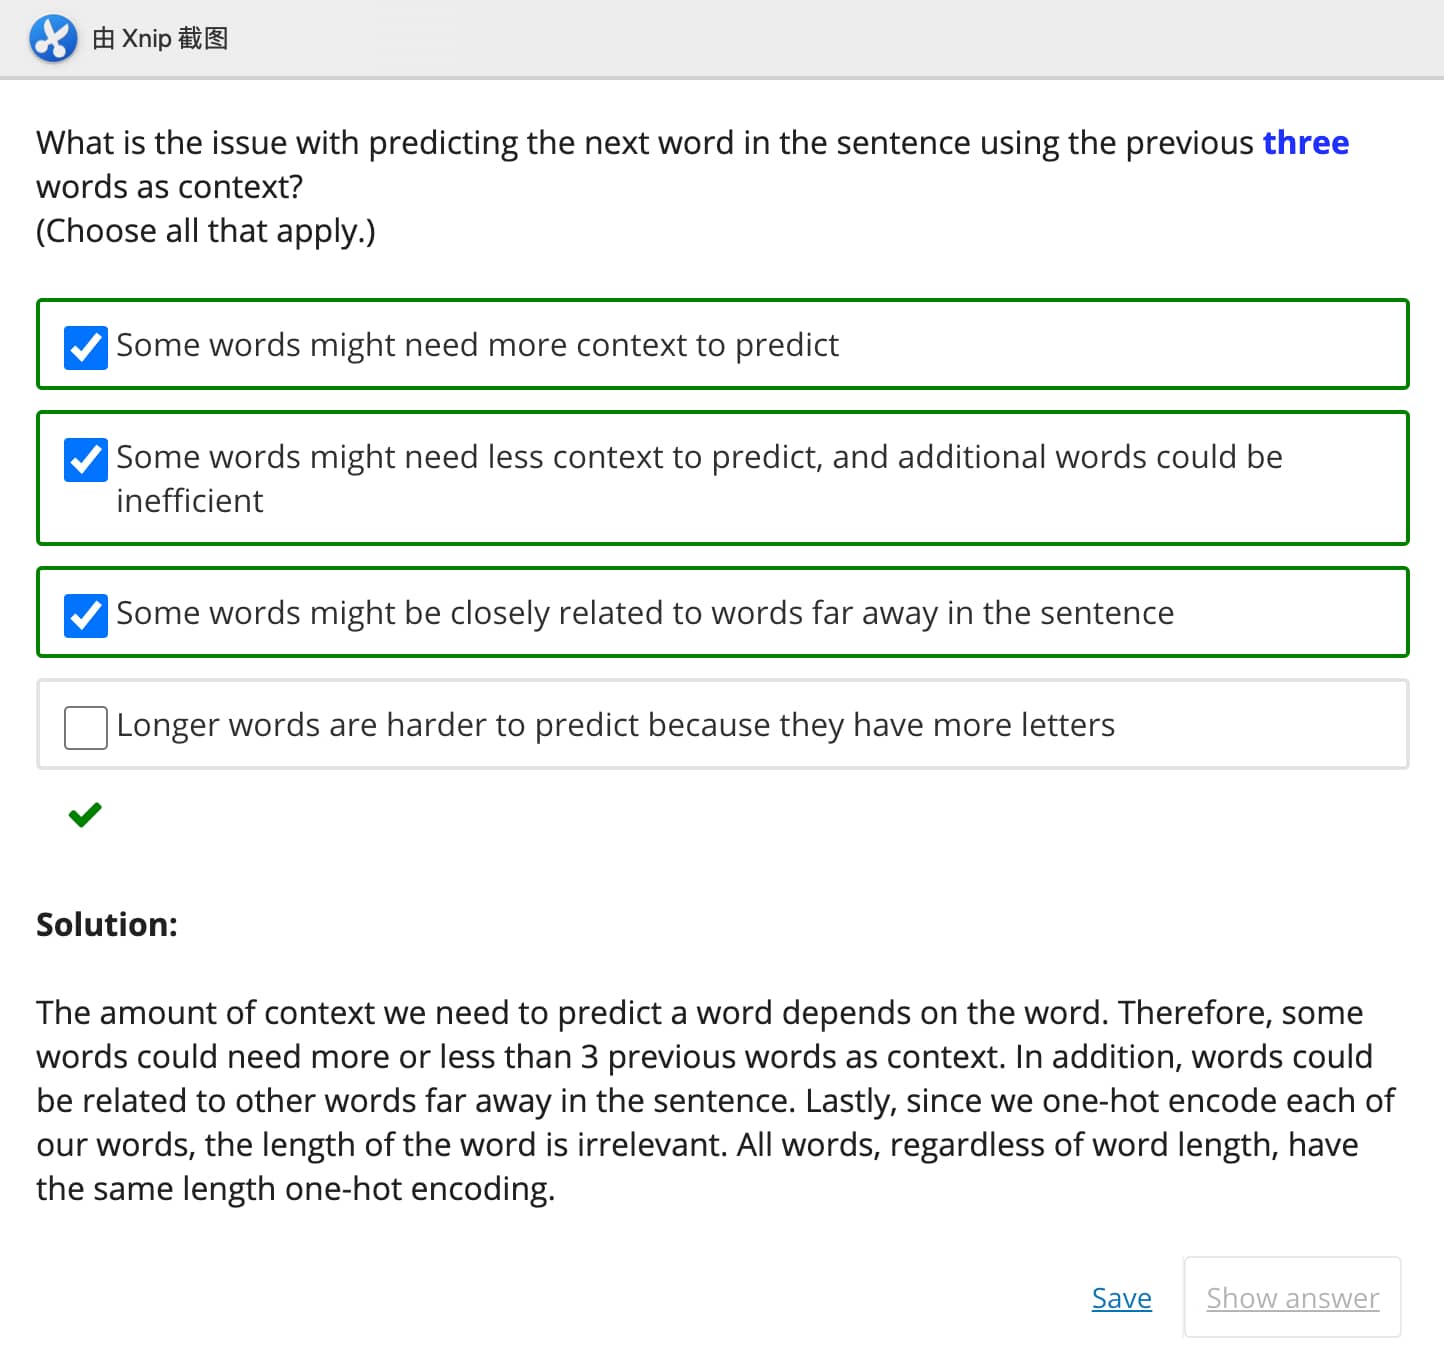 由 Xnip 截图
What is the issue with predicting the next word in the sentence using the previous three
words as context?
(Choose all that apply.)
Some words might need more context to predict
Some words might need less context to predict, and additional words could be
inefficient
Some words might be closely related to words far away in the sentence
Longer words are harder to predict because they have more letters
Solution:
The amount of context we need to predict a word depends on the word. Therefore, some
words could need more or less than 3 previous words as context. In addition, words could
be related to other words far away in the sentence. Lastly, since we one-hot encode each of
our words, the length of the word is irrelevant. All words, regardless of word length, have
the same length one-hot encoding.
Save
Show answer